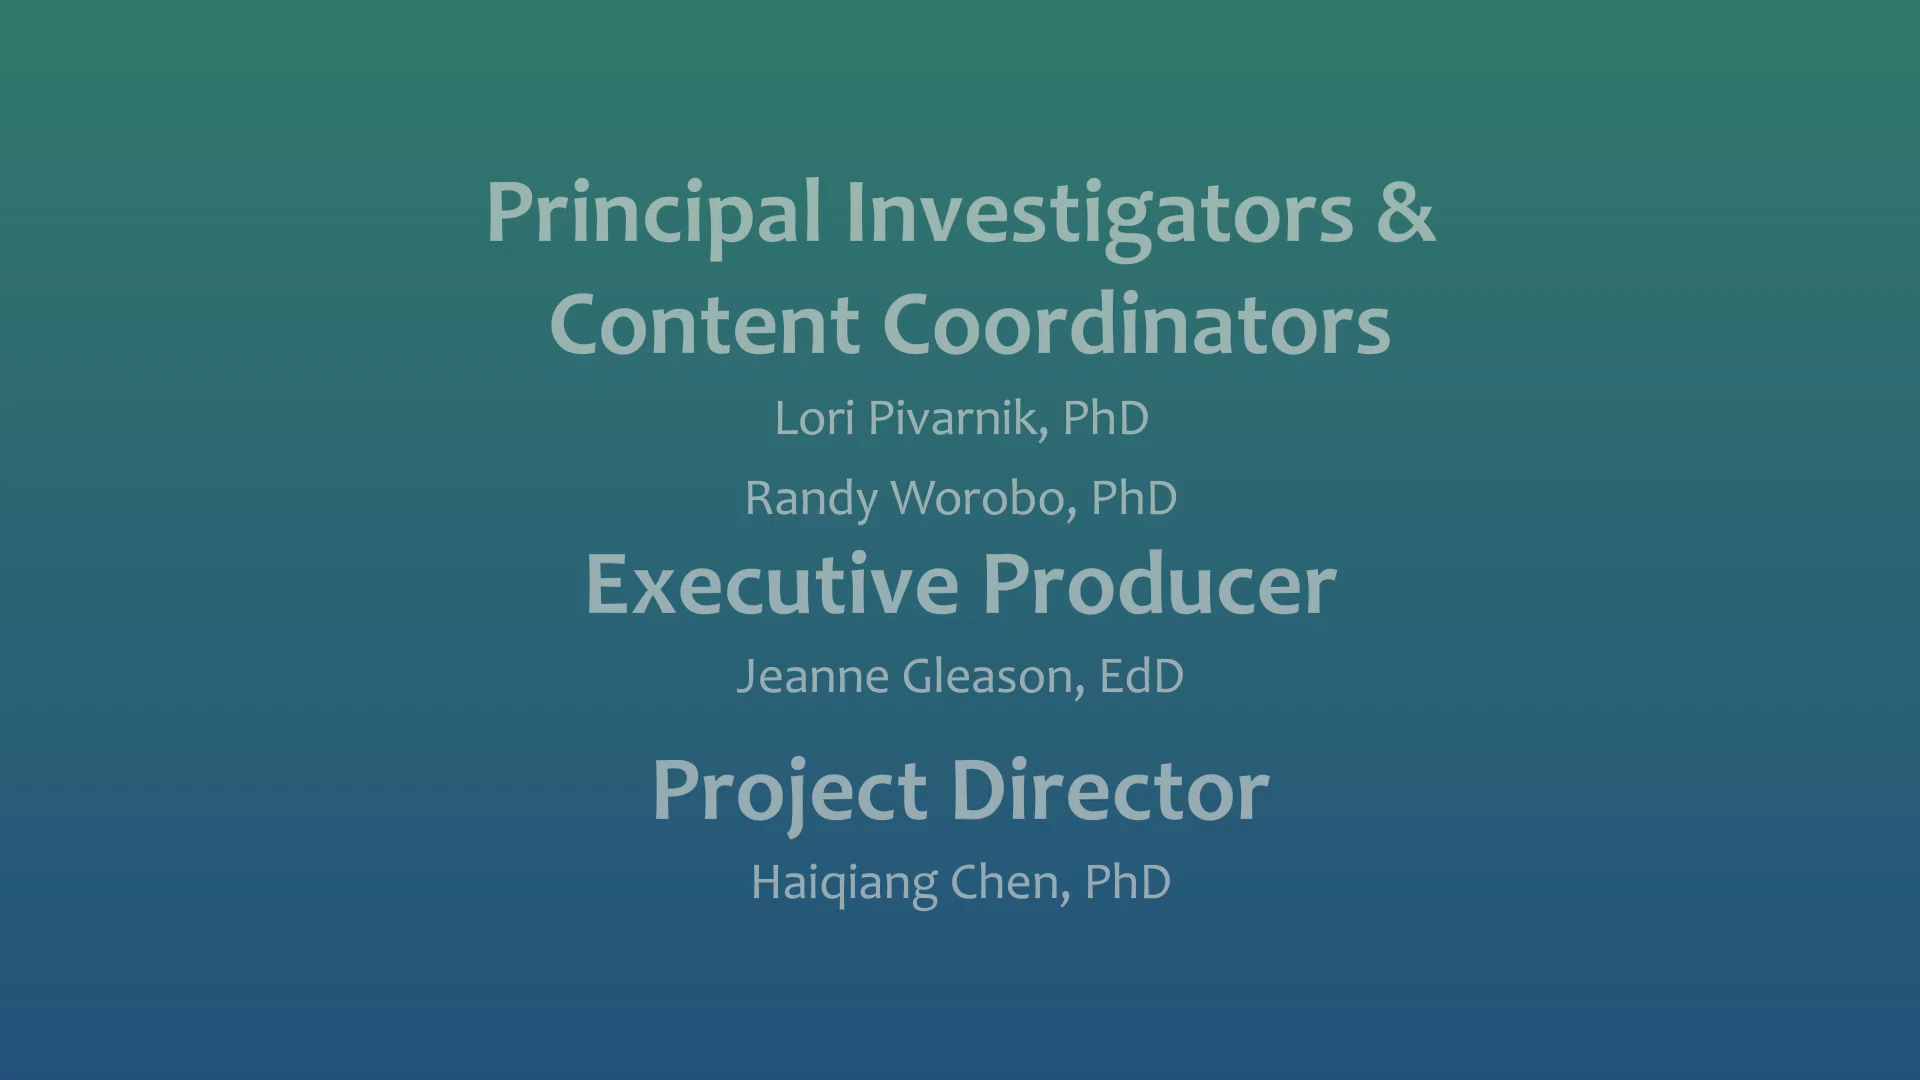 Principal Investigators &
Content Coordinators
Lori Pivarnik, PhD
Randy Worobo, PhD
Executive Producer
Jeanne Gleason, EdD
Project Director
Haiqiang Chen, PhD